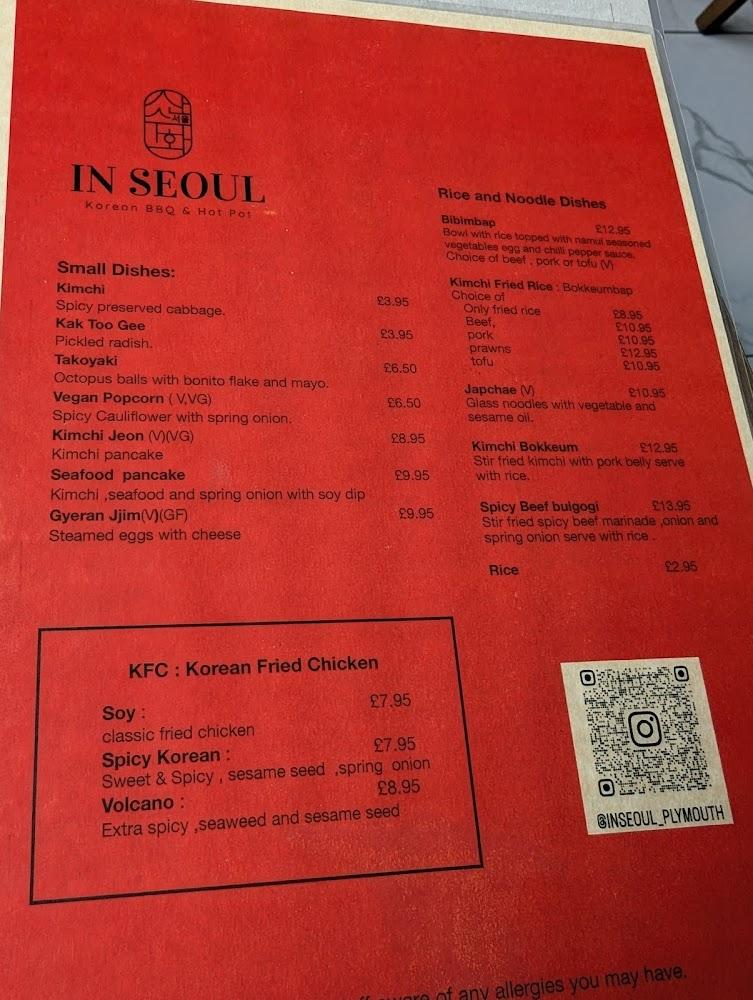 서울
IN SEOUL
Korean BBQ & Hot Pot
Small Dishes:
Kimchi
Spicy preserved cabbage. £3.95
Kak Too Gee
Pickled radish. £3.95
Takoyaki
Octopus balls with bonito flake and mayo. £6.50
Vegan Popcorn ( V,VG) £6.50
Spicy Cauliflower with spring onion.
Kimchi Jeon (V)(VG) £8.95
Kimchi pancake
Seafood pancake £9.95
Kimchi ,seafood and spring onion with soy dip
Gyeran Jjim(V)(GF) £9.95
Steamed eggs with cheese
Rice and Noodle Dishes
Bibimbap £12.95
Bowl with rice topped with namul seasoned
vegetables egg and chilli pepper sauce.
Choice of beef , pork or tofu (V)
Kimchi Fried Rice : Bokkeumbap
Choice of
Only fried rice £8.95
Beef, £10.95
pork £10.95
prawns £12.95
tofu £10.95
Japchae (V) £10.95
Glass noodles with vegetable and
sesame oil.
Kimchi Bokkeum £12.95
Stir fried kimchi with pork belly serve
with rice.
Spicy Beef bulgogi £13.95
Stir fried spicy beef marinade ,onion and
spring onion serve with rice .
Rice £2.95
KFC : Korean Fried Chicken
Soy : £7.95
classic fried chicken
Spicy Korean : £7.95
Sweet & Spicy , sesame seed ,spring onion
Volcano : £8.95
Extra spicy ,seaweed and sesame seed
@INSEOUL_PLYMOUTH
aware of any allergies you may have.